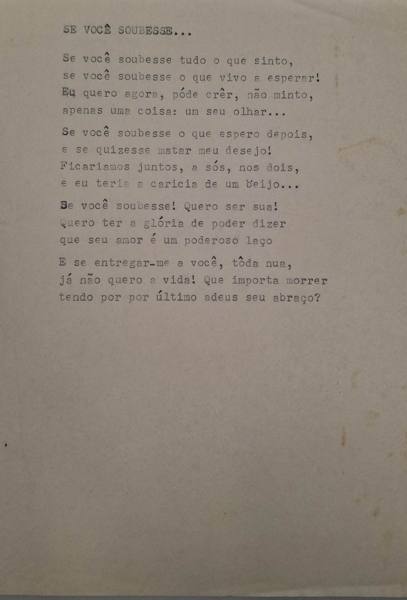 SE VOCÊ SOUBESSE...
Se você soubesse tudo o que sinto,
se você soubesse o que vivo a esperar!
Eu quero agora, póde crêr, não minto,
apenas uma coisa: um seu olhar...
Se você soubesse o que espero depois,
e se quizesse matar meu desejo!
Ficariamos juntos, a sós, nos dois,
e eu teria a caricia de um beijo...
Se você soubesse! Quero ser sua!
Quero ter a glória de poder dizer
que seu amor é um poderoso laço
E se entregar-me a você, tôda nua,
já não quero a vida! Que importa morrer
tendo por por último adeus seu abraço?